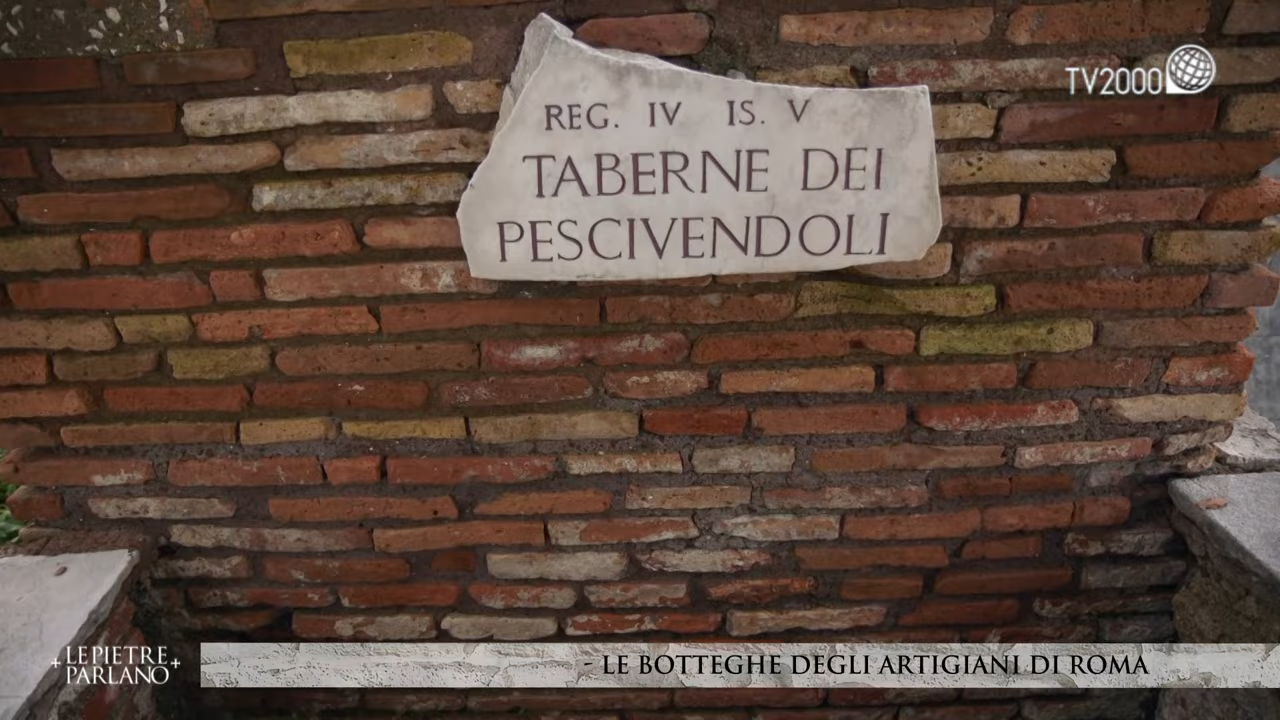 TV2000
REG. IV IS. V
TABERNE DEI
PESCIVENDOLI
LE PIETRE
PARLANO
- LE BOTTEGHE DEGLI ARTIGIANI DI ROMA